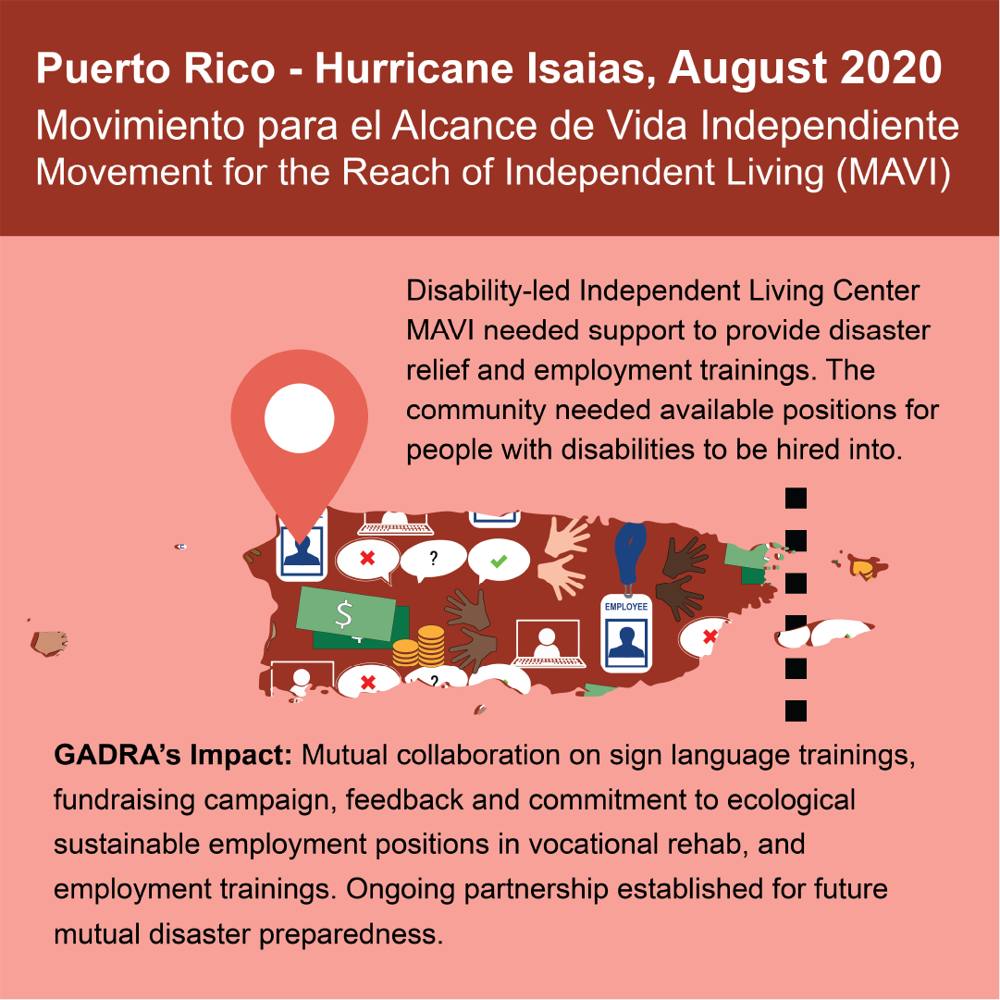 Puerto Rico - Hurricane Isaias, August 2020
Movimiento para el Alcance de Vida Independiente
Movement for the Reach of Independent Living (MAVI)
Disability-led Independent Living Center
MAVI needed support to provide disaster
relief and employment trainings. The
community needed available positions for
people with disabilities to be hired into.
?
$
$
EMPLOYEE
?
GADRA’s Impact: Mutual collaboration on sign language trainings,
fundraising campaign, feedback and commitment to ecological
sustainable employment positions in vocational rehab, and
employment trainings. Ongoing partnership established for future
mutual disaster preparedness.